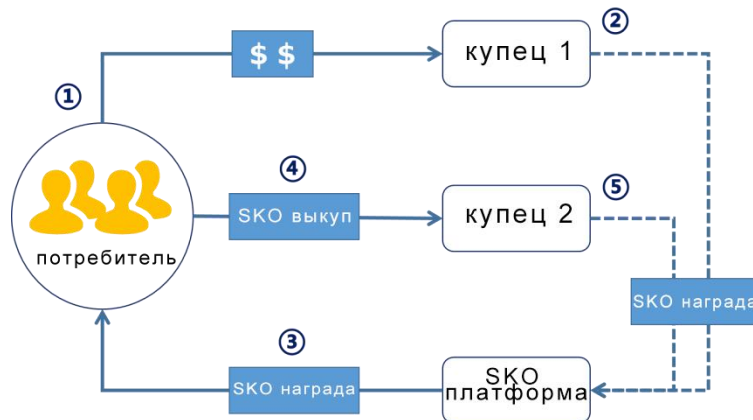 ②
$ $
купец 1
①
④
⑤
SKO выкуп
купец 2
потребитель
SKO награда
③
SKO награда
SKO
платформа